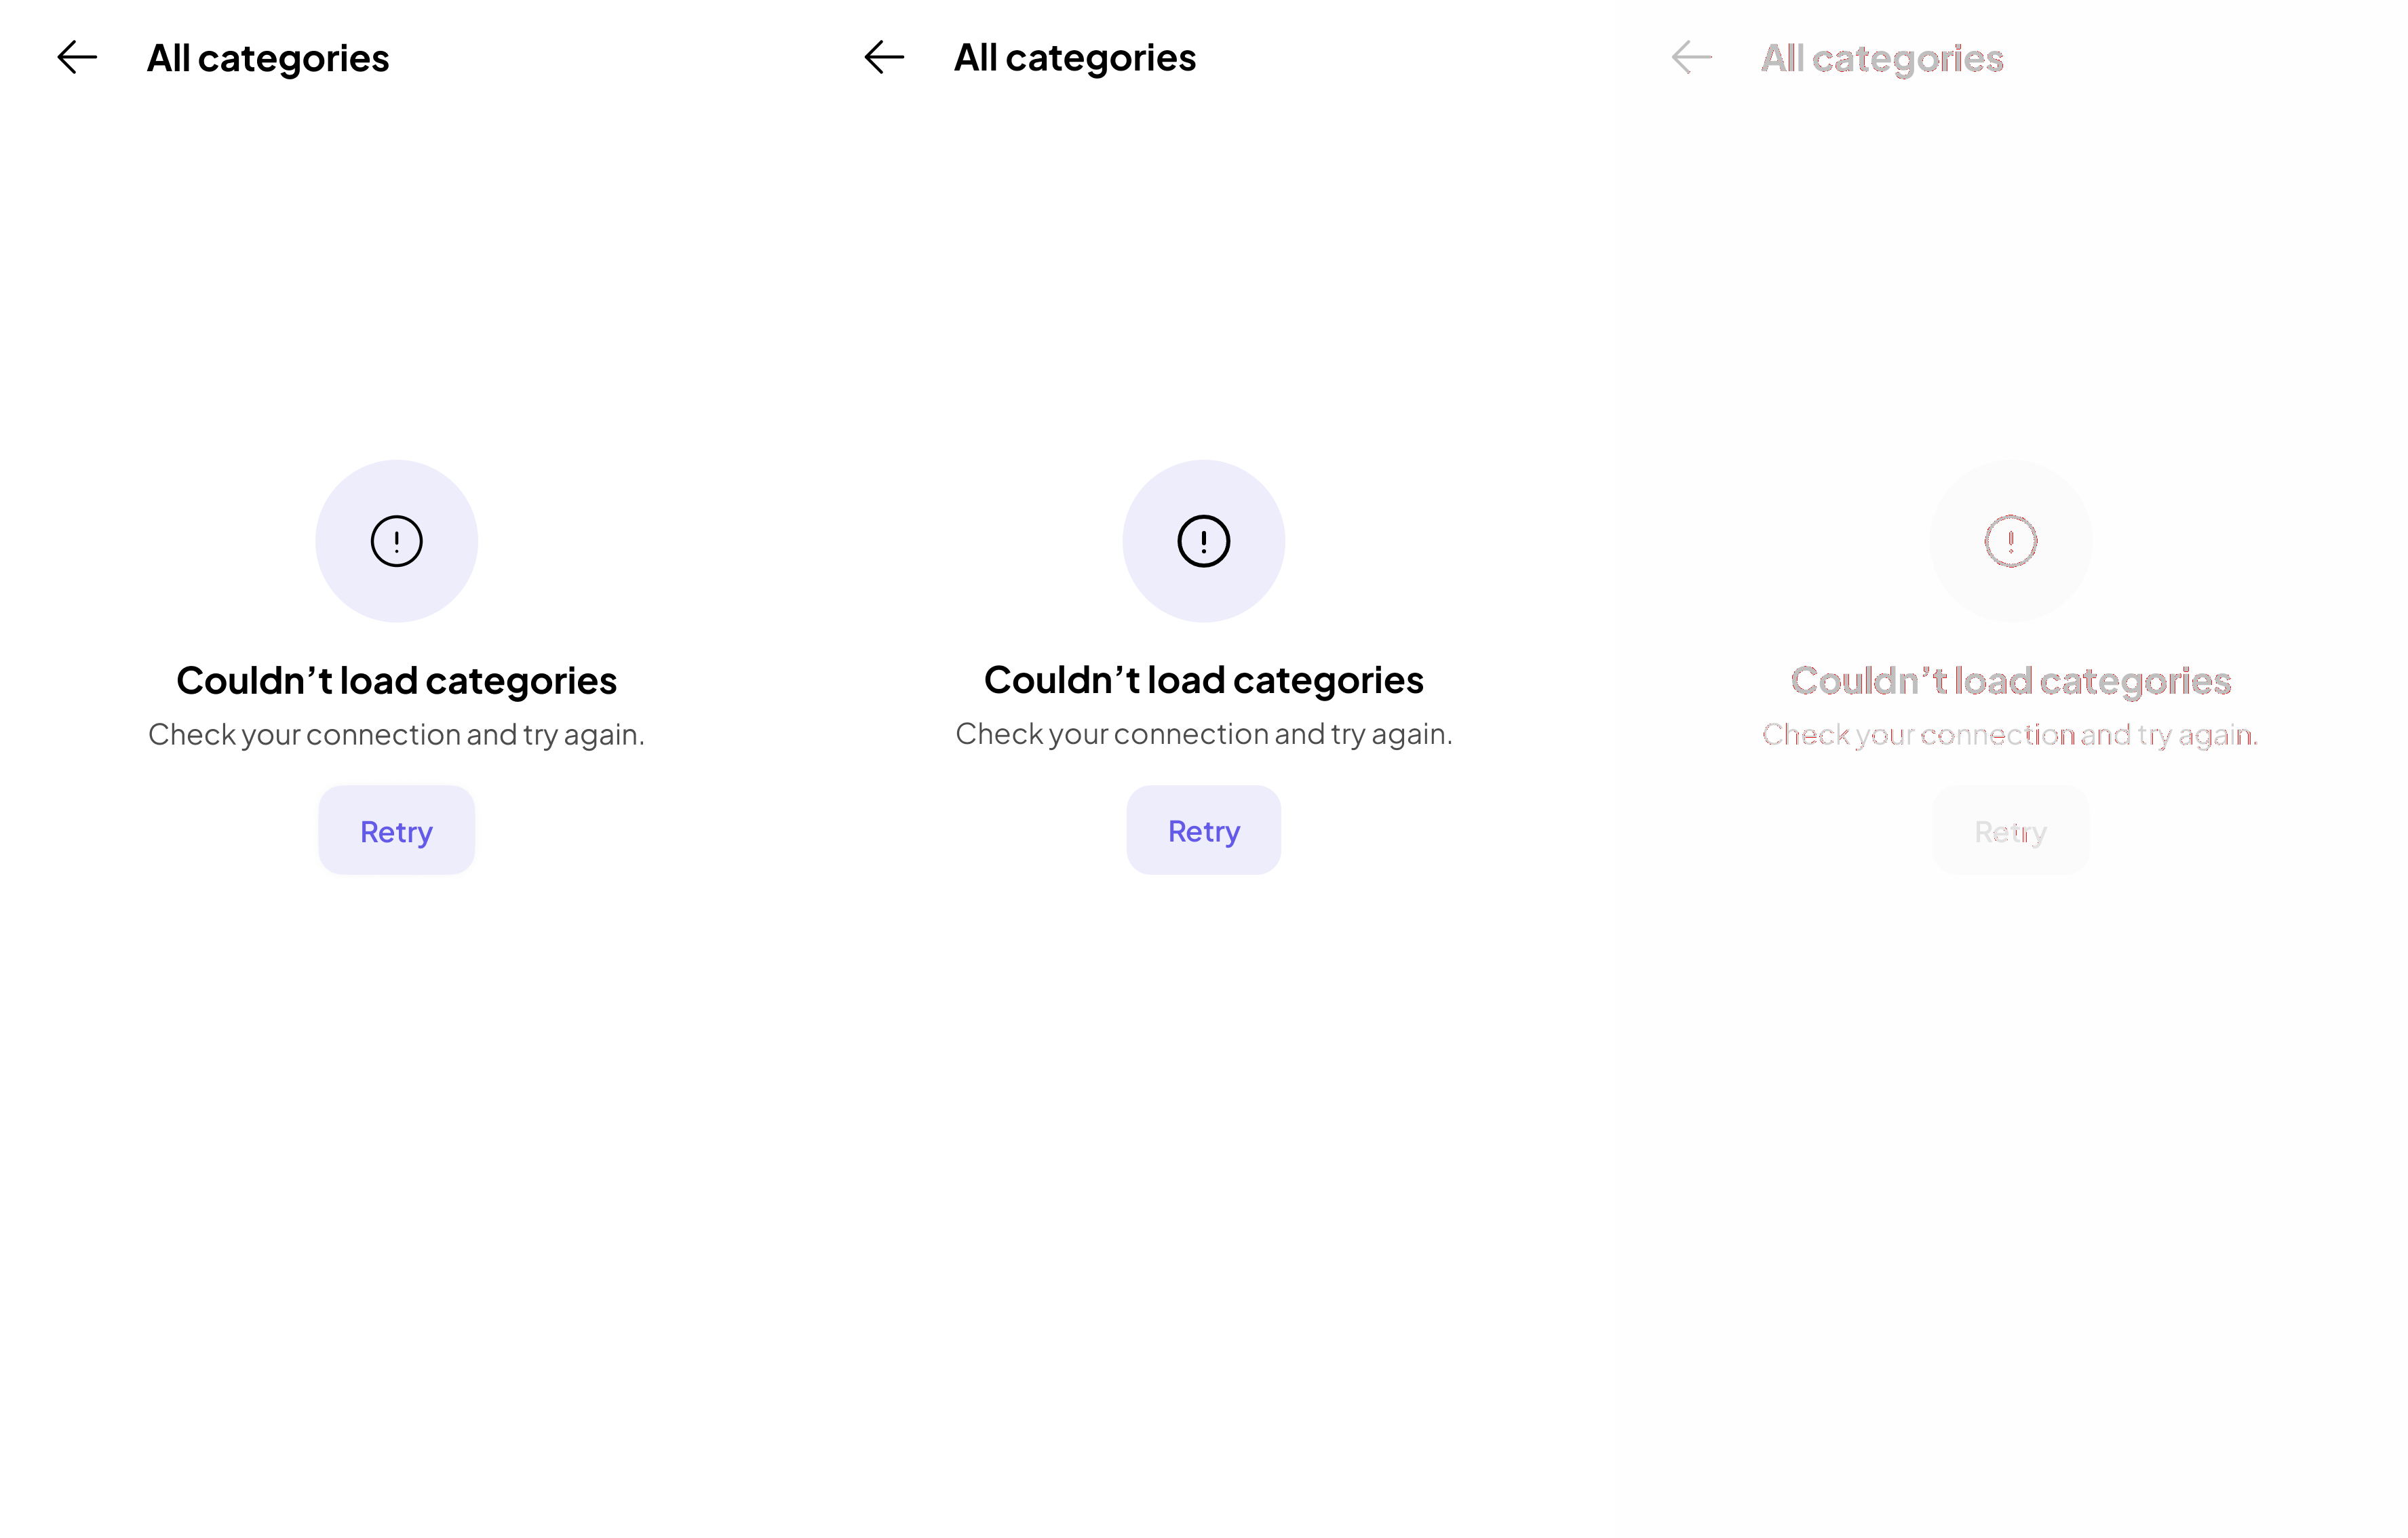 All categories
Couldn’t load categories
Check your connection and try again.
Retry
All categories
Couldn’t load categories
Check your connection and try again.
Retry
All categories
Couldn’t load categories
Check your connection and try again.
Retry